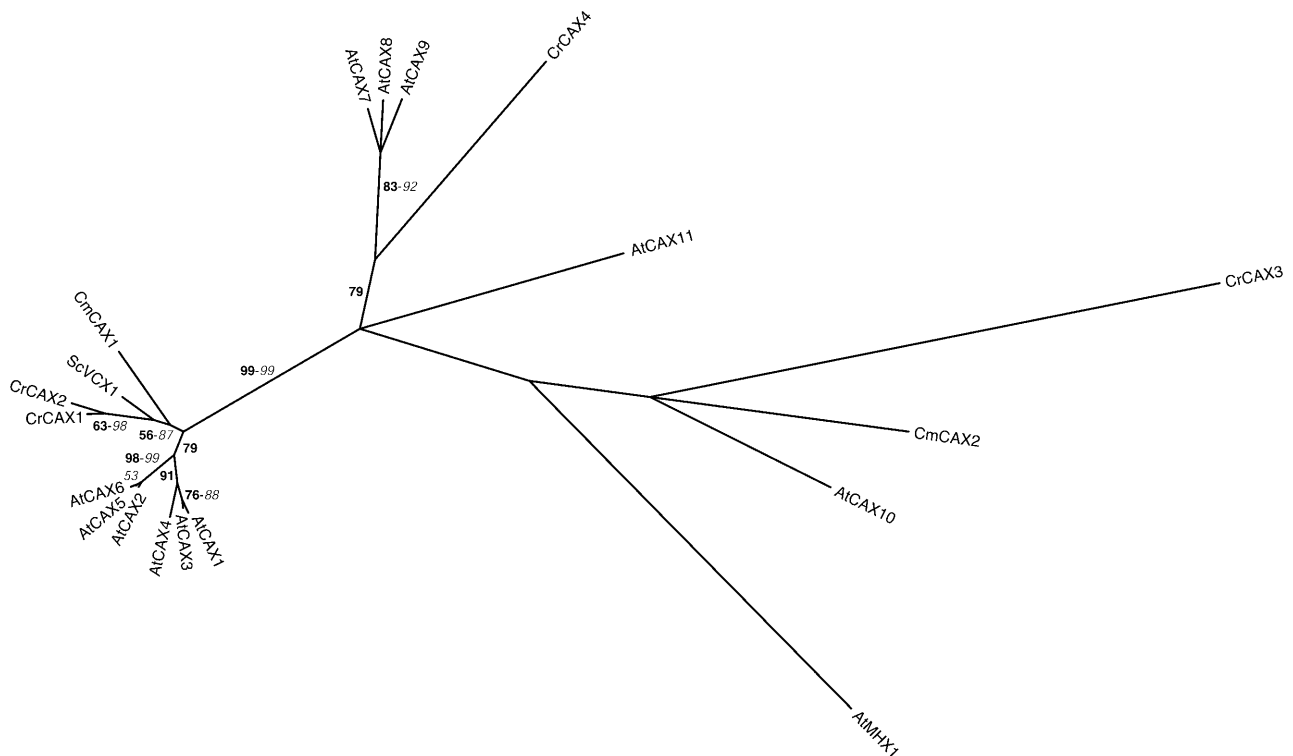 CrCAX4
AtCAX7
AtCAX8
AtCAX9
83-92
AtCAX11
CrCAX3
79
CmCAX1
ScVCX1
99-99
CrCAX2
CrCAX1
63-98
56-87
79
CmCAX2
98-99
53
91
AtCAX6
AtCAX5
AtCAX2
76-88
AtCAX10
AtCAX4
AtCAX3
AtCAX1
AtMHX1